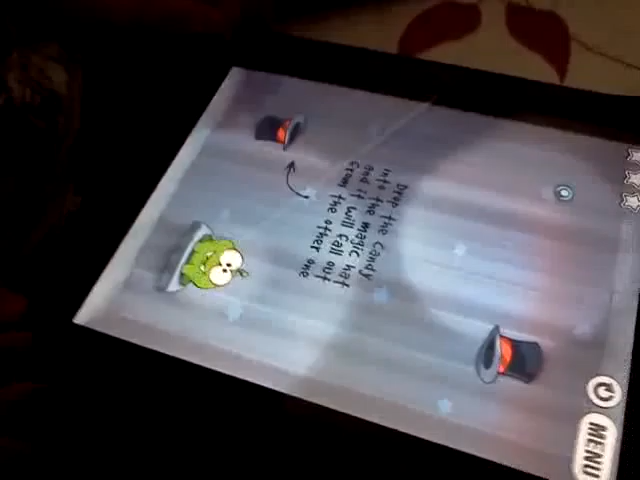 Drop the Candy
into the magic hat
and it will fall out
from the other one
MENU